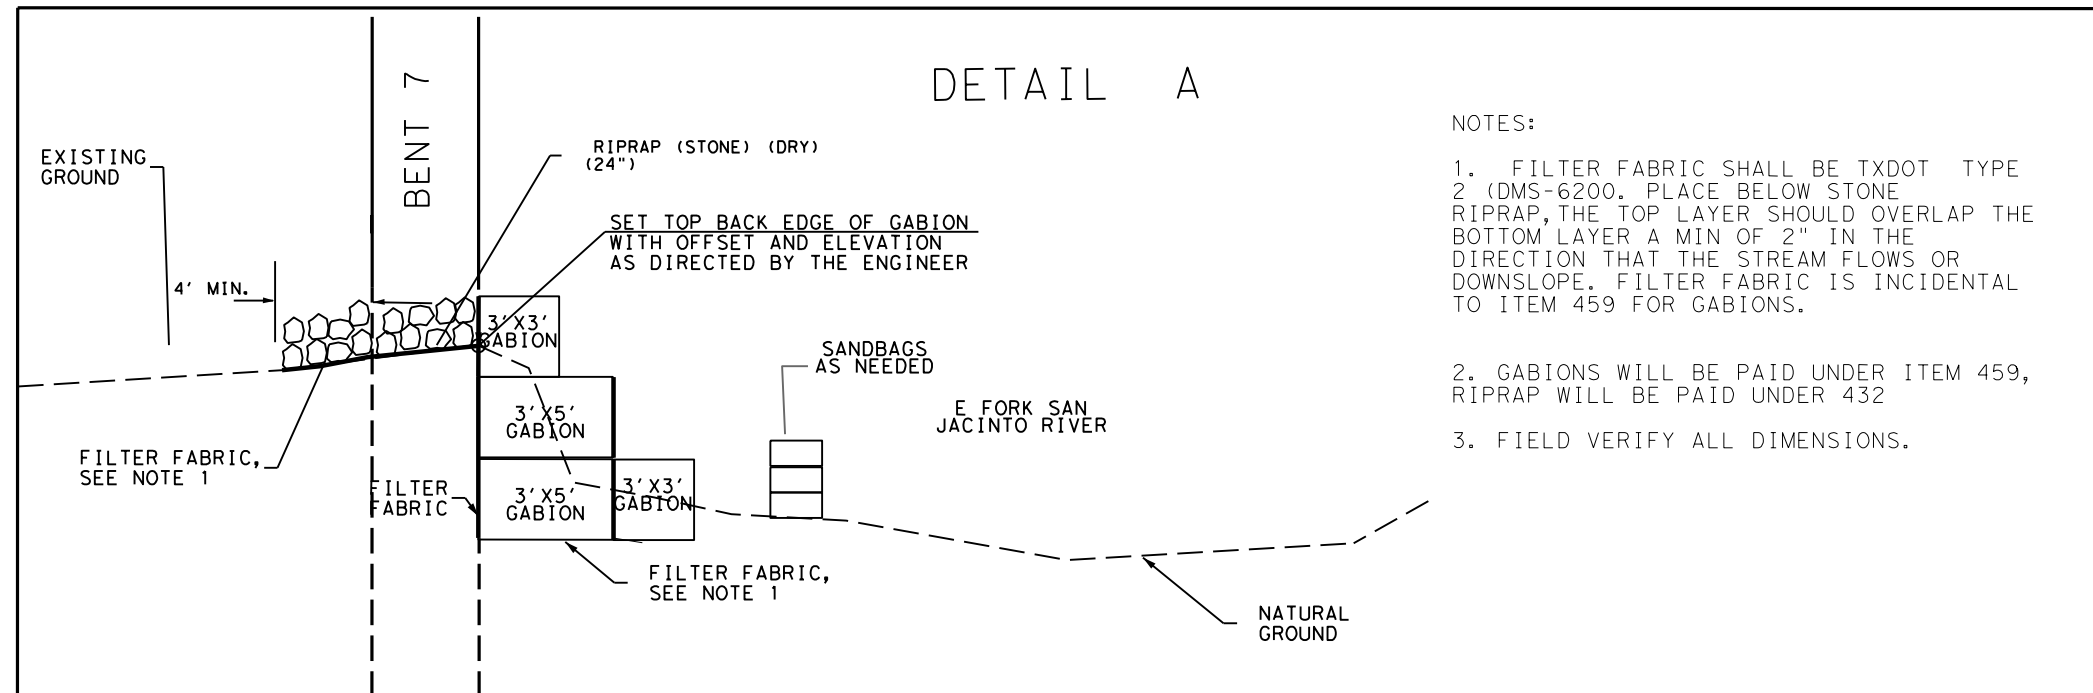 DETAIL A
BENT 7
EXISTING
GROUND
RIPRAP (STONE) (DRY)
(24")
SET TOP BACK EDGE OF GABION
WITH OFFSET AND ELEVATION
AS DIRECTED BY THE ENGINEER
4' MIN.
3'X3'
GABION
SANDBAGS
AS NEEDED
3'X5'
GABION
E FORK SAN
JACINTO RIVER
FILTER FABRIC,
SEE NOTE 1
FILTER
FABRIC
3'X5'
GABION
3'X3'
GABION
FILTER FABRIC,
SEE NOTE 1
NATURAL
GROUND
NOTES:
1. FILTER FABRIC SHALL BE TXDOT TYPE
2 (DMS-6200. PLACE BELOW STONE
RIPRAP, THE TOP LAYER SHOULD OVERLAP THE
BOTTOM LAYER A MIN OF 2" IN THE
DIRECTION THAT THE STREAM FLOWS OR
DOWNSLOPE. FILTER FABRIC IS INCIDENTAL
TO ITEM 459 FOR GABIONS.
2. GABIONS WILL BE PAID UNDER ITEM 459,
RIPRAP WILL BE PAID UNDER 432
3. FIELD VERIFY ALL DIMENSIONS.